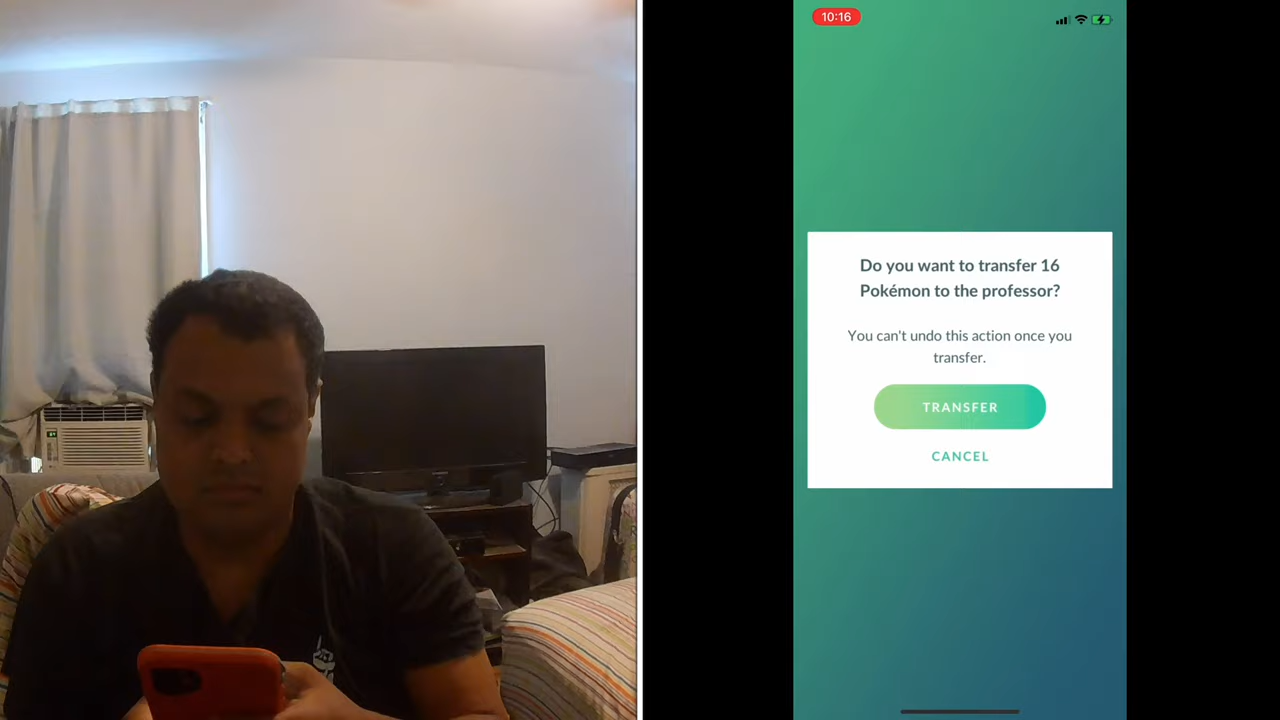 10:16
Do you want to transfer 16
Pokémon to the professor?
You can't undo this action once you
transfer.
TRANSFER
CANCEL